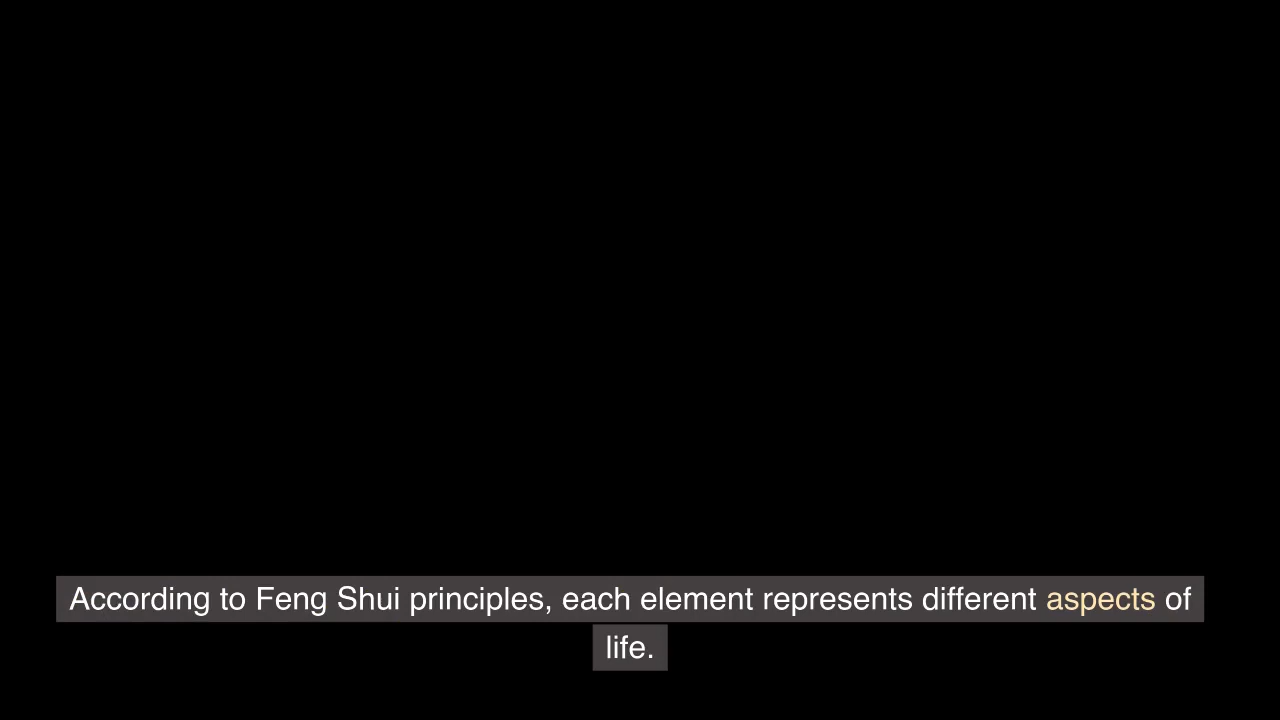 According to Feng Shui principles, each element represents different aspects of
life.